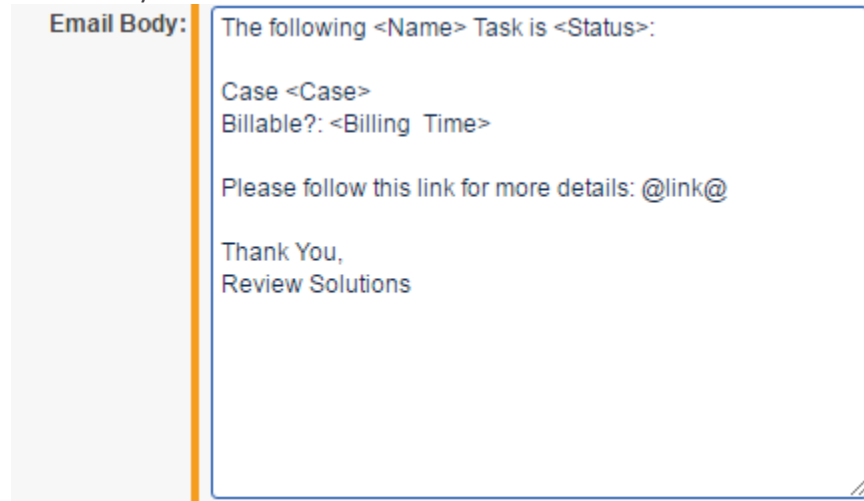 Email Body:
The following <Name> Task is <Status>:
Case <Case>
Billable?: <Billing  Time>
Please follow this link for more details: @link@
Thank You,
Review Solutions